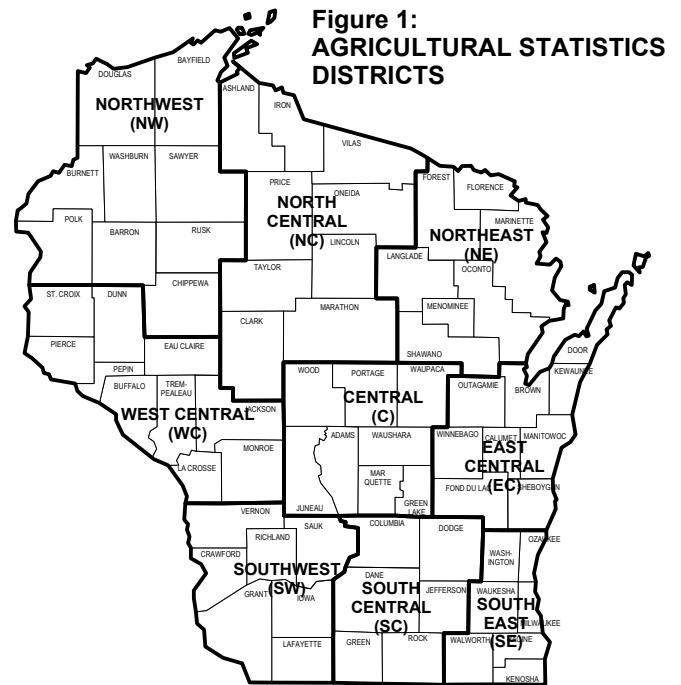 Figure 1:
AGRICULTURAL STATISTICS
DISTRICTS
BAYFIELD
DOUGLAS
ASHLAND
NORTHWEST
(NW)
IRON
VILAS
WASHBURN
SAWYER
BURNETT
FOREST
FLORENCE
PRICE
ONEIDA
NORTH
CENTRAL
(NC)
POLK
BARRON
RUSK
MARINETTE
NORTHEAST
(NE)
LINCOLN
LANGLADE
TAYLOR
OCONTO
CHIPPEWA
ST. CROIX
DUNN
MARATHON
MENOMINEE
CLARK
PIERCE
EAU CLAIRE
SHAWANO
DOOR
PEPIN
WOOD
PORTAGE
WAUPACA
KEWAUNEE
BUFFALO
TREM-
PEALEAU
OUTAGAMIE
BROWN
CENTRAL
(C)
JACKSON
WEST CENTRAL
(WC)
ADAMS
WAUSHARA
WINNEBAGO
CALUMET
MANITOWOC
EAST
CENTRAL
(EC)
MONROE
LA CROSSE
MAR
QUETTE
FOND DU LAC
SHEBOYGAN
GREEN
LAKE
JUNEAU
VERNON
SAUK
COLUMBIA
DODGE
RICHLAND
OZAUKEE
WASH-
INGTON
CRAWFORD
SOUTHWEST
(SW)
DANE
JEFFERSON
WAUKESHA
GRANT
IOWA
SOUTH
CENTRAL
(SC)
SOUTH
EAST
(SE)
MILWAUKEE
LAFAYETTE
GREEN
ROCK
WALWORTH
RACINE
KENOSHA